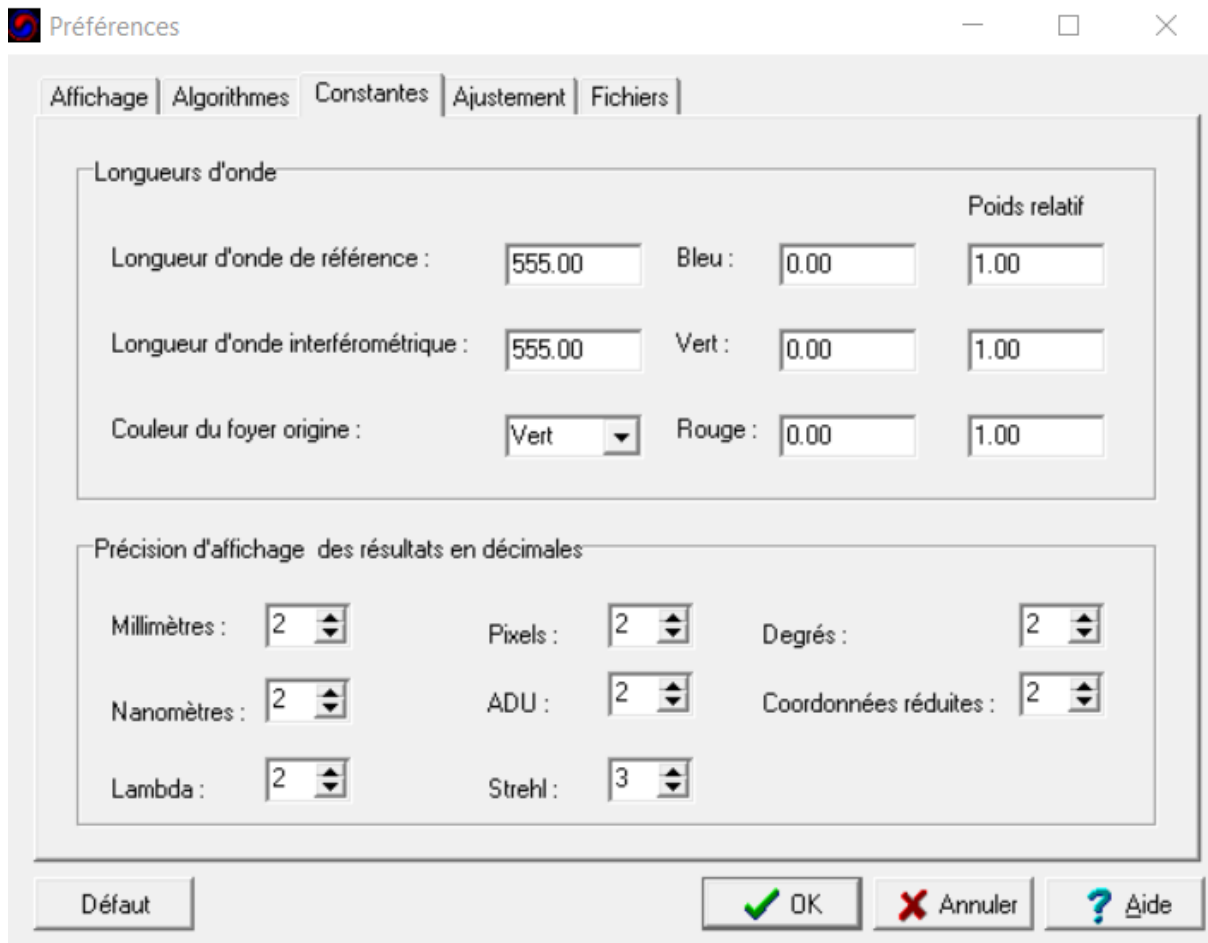 Préférences
Affichage Algorithmes Constantes Ajustement Fichiers
Longueurs d'onde
Poids relatif
Longueur d'onde de référence : 555.00 Bleu : 0.00 1.00
Longueur d'onde interférométrique : 555.00 Vert : 0.00 1.00
Couleur du foyer origine : Vert Rouge : 0.00 1.00
Précision d'affichage des résultats en décimales
Millimètres : 2 Pixels : 2 Degrés : 2
Nanomètres : 2 ADU : 2 Coordonnées réduites : 2
Lambda : 2 Strehl : 3
Défaut OK Annuler Aide